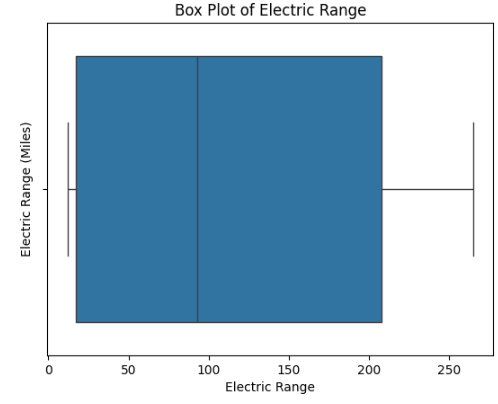 Box Plot of Electric Range
Electric Range (Miles)
0 50 100 150 200 250
Electric Range